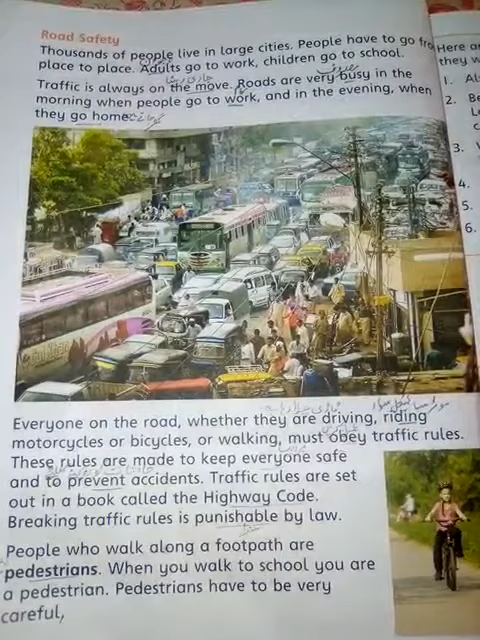 Road Safety
Thousands of people live in large cities. People have to go from
place to place. Adults go to work, children go to school.
Traffic is always on the move. Roads are very busy in the
morning when people go to work, and in the evening, when
they go home.
Everyone on the road, whether they are driving, riding
motorcycles or bicycles, or walking, must obey traffic rules.
These rules are made to keep everyone safe
and to prevent accidents. Traffic rules are set
out in a book called the Highway Code.
Breaking traffic rules is punishable by law.
People who walk along a footpath are
pedestrians. When you walk to school you are
a pedestrian. Pedestrians have to be very
careful,
Here are
they w
1. Al
2. Be
3.
4.
5.
6.